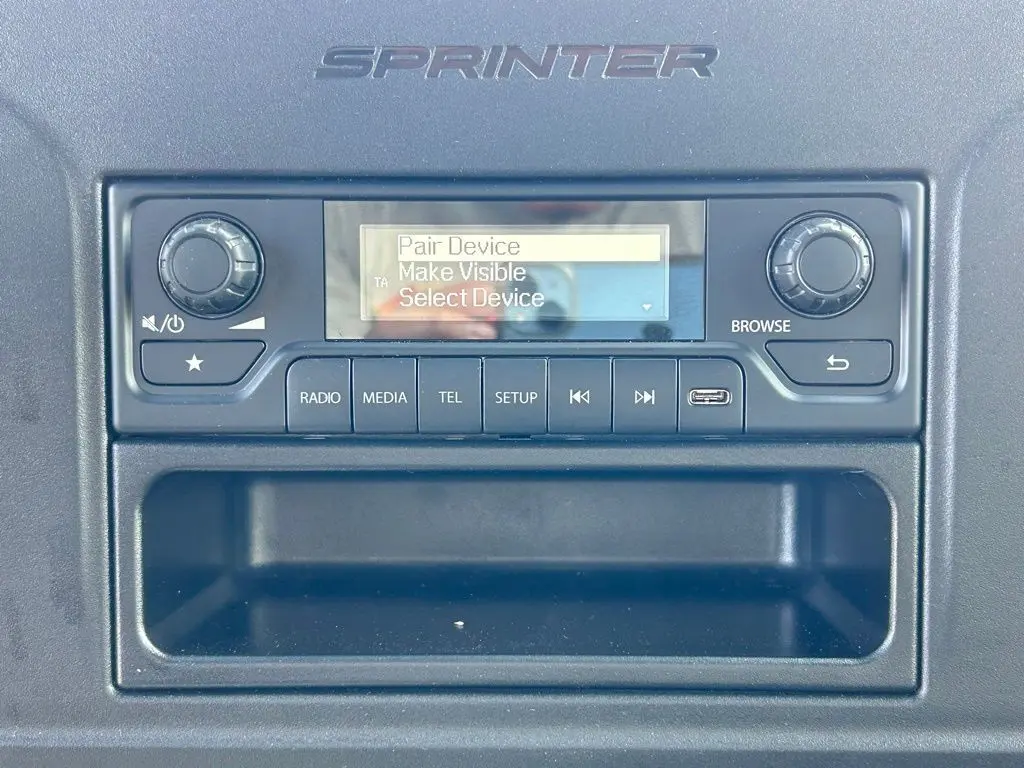 SPRINTER
Pair Device
TA Make Visible
Select Device
BROWSE
RADIO MEDIA TEL SETUP